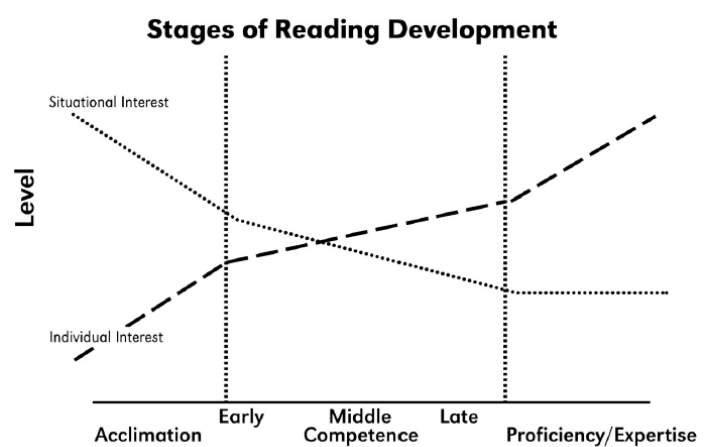 Stages of Reading Development
Situational Interest
Level
Individual Interest
Early Middle Late
Acclimation Competence Proficiency/Expertise